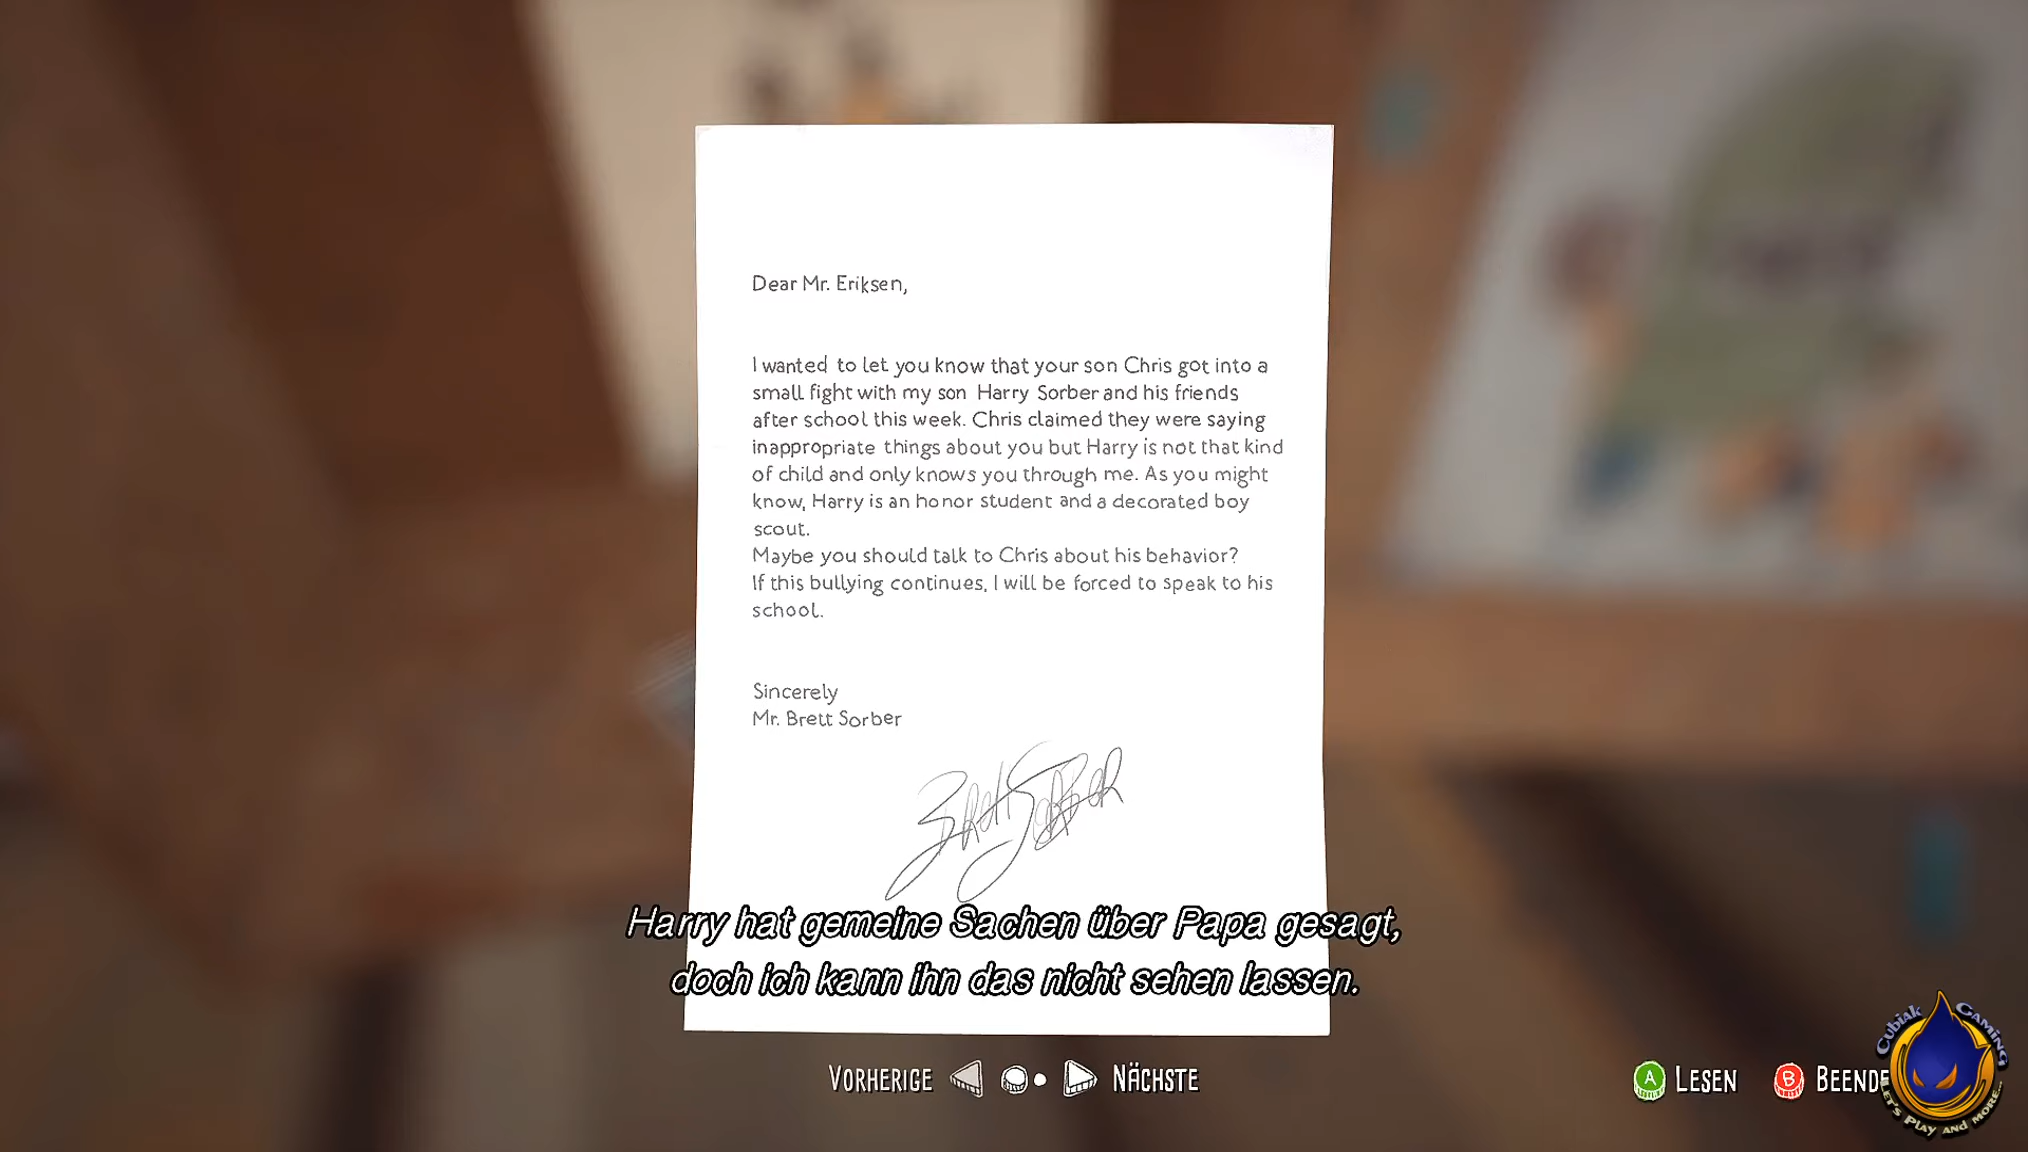 Dear Mr. Eriksen,
I wanted to let you know that your son Chris got into a
small fight with my son Harry Sorber and his friends
after school this week. Chris claimed they were saying
inappropriate things about you but Harry is not that kind
of child and only knows you through me. As you might
know, Harry is an honor student and a decorated boy
scout.
Maybe you should talk to Chris about his behavior?
If this bullying continues, I will be forced to speak to his
school.
Sincerely
Mr. Brett Sorber
Brett Sorber
Harry hat gemeine Sachen über Papa gesagt,
doch ich kann ihn das nicht sehen lassen.
VORHERIGE
NÄCHSTE
A LESEN
B BEENDE
Cubiak Gaming
Let's Play and more...